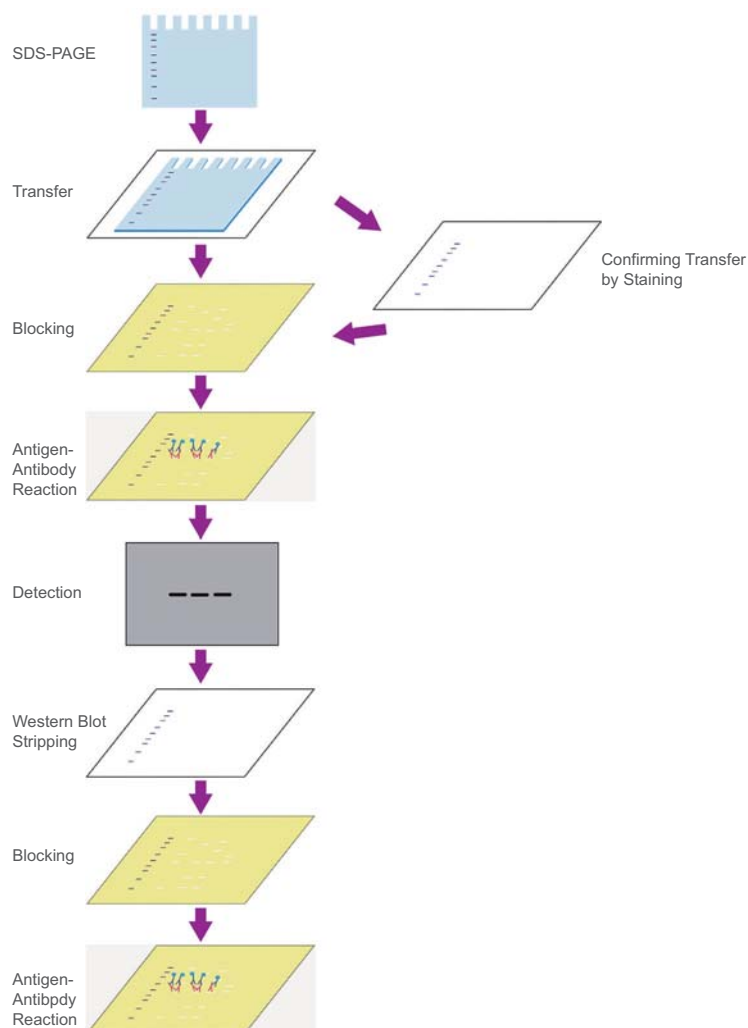 SDS-PAGE
Transfer
Confirming Transfer
by Staining
Blocking
Antigen-
Antibody
Reaction
Detection
Western Blot
Stripping
Blocking
Antigen-
Antibpdy
Reaction